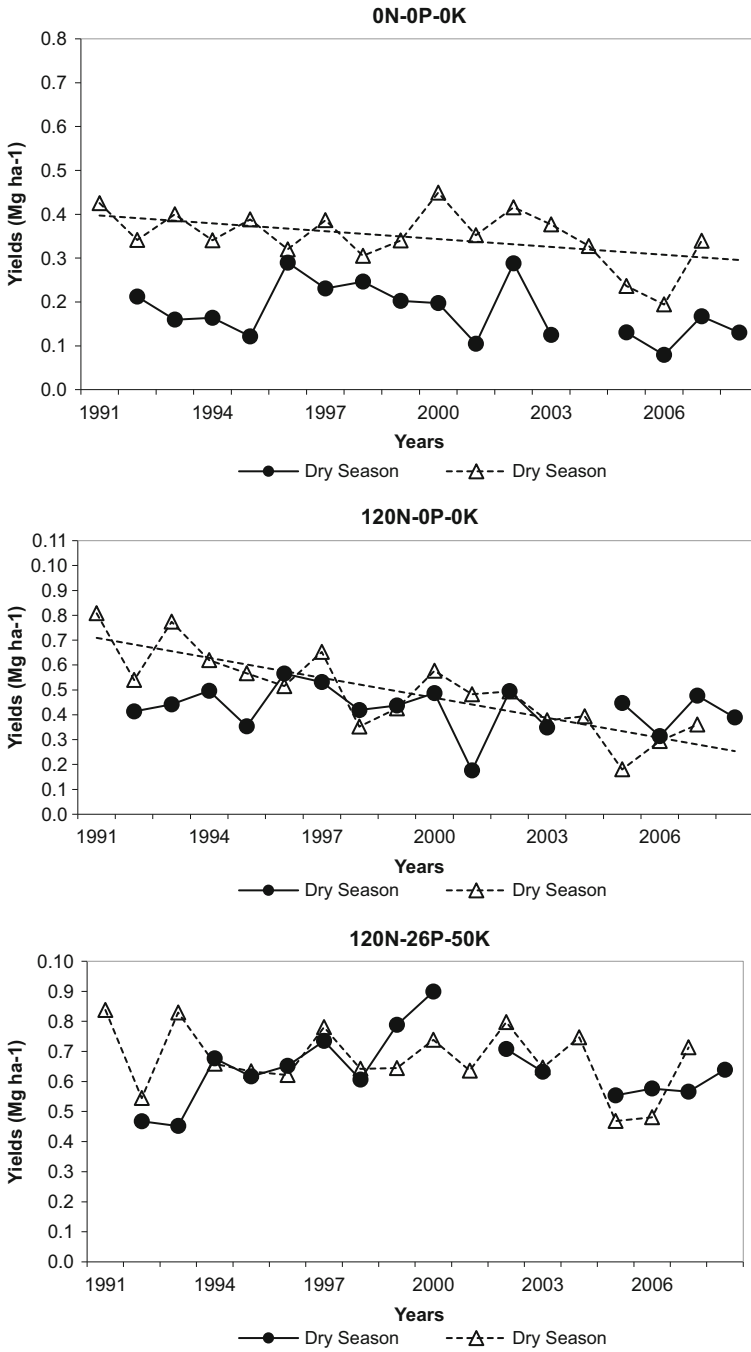 0N-0P-0K
0.8
0.7
0.6
0.5
0.4
0.3
0.2
0.1
0.0
Yields (Mg ha-1)
1991 1994 1997 2000 2003 2006
Years
Dry Season Dry Season
120N-0P-0K
0.11
0.10
0.9
0.8
0.7
0.6
0.5
0.4
0.3
0.2
0.1
0.0
Yields (Mg ha-1)
1991 1994 1997 2000 2003 2006
Years
Dry Season Dry Season
120N-26P-50K
0.10
0.9
0.8
0.7
0.6
0.5
0.4
0.3
0.2
0.1
0.0
Yields (Mg ha-1)
1991 1994 1997 2000 2003 2006
Years
Dry Season Dry Season